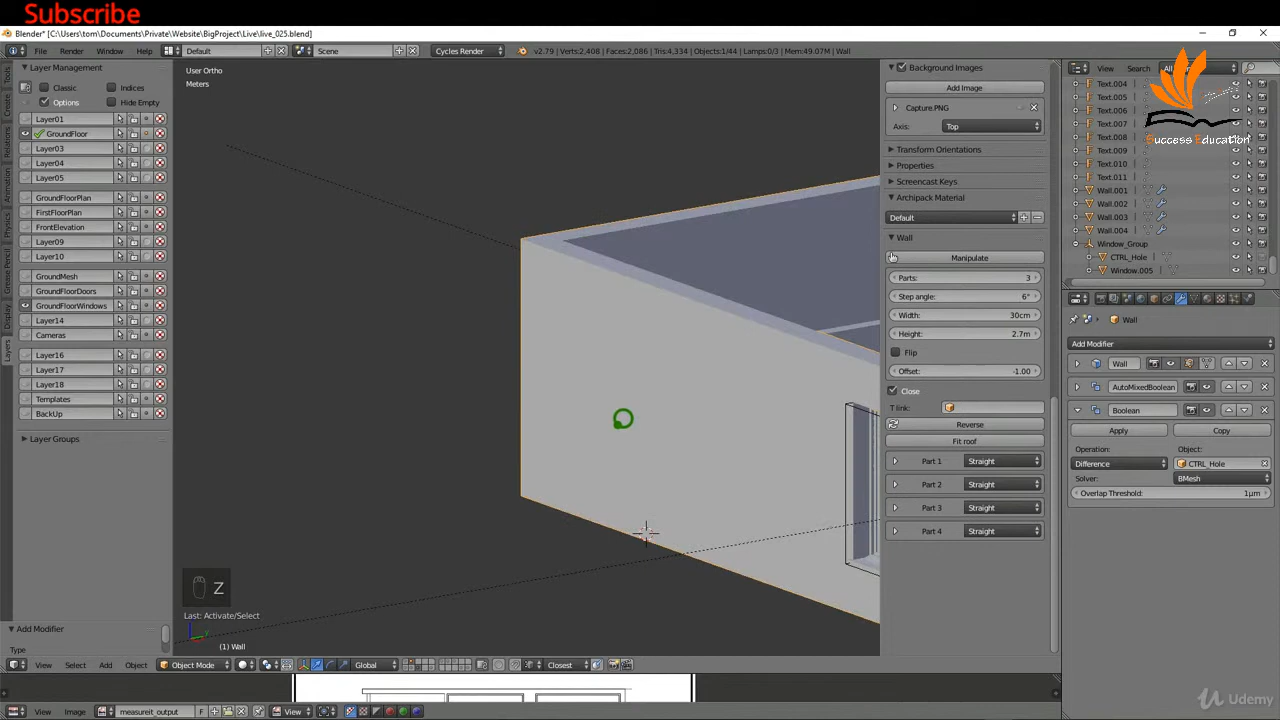 Subscribe
Blender* [C:\Users\tom\Documents\Private\Website\BigProject\Live\live_025.blend]
File Render Window Help Default Scene Cycles Render v2.79 | Verts:2,408 | Faces:2,086 | Tris:4,334 | Objects:1/44 | Lamps:0/3 | Mem:49.07M | Wall
Layer Management
Classic Indices
Options Hide Empty
Layer01
GroundFloor
Layer03
Layer04
Layer05
GroundFloorPlan
FirstFloorPlan
FrontElevation
Layer09
Layer10
GroundMesh
GroundFloorDoors
GroundFloorWindows
Layer14
Cameras
Layer16
Layer17
Layer18
Templates
BackUp
Layer Groups
Add Modifier
Type
Tools
Create
Relations
Animation
Physics
Grease Pencil
Display
Layers
User Ortho
Meters
Z
Last: Activate/Select
(1) Wall
View Select Add Object Object Mode Global Closest
View Image measureit_output F View
Background Images
Add Image
Capture.PNG
Axis: Top
Transform Orientations
Properties
Screencast Keys
Archipack Material
Default
Wall
Manipulate
Parts: 3
Step angle: 6°
Width: 30cm
Height: 2.7m
Flip
Offset: -1.00
Close
T link:
Reverse
Fit roof
Part 1 Straight
Part 2 Straight
Part 3 Straight
Part 4 Straight
View Search All
Text.004
Text.005
Text.006
Text.007
Text.008
Text.009
Text.010
Text.011
Wall.001
Wall.002
Wall.003
Wall.004
Window_Group
CTRL_Hole
Window.005
Success Education
Wall
Add Modifier
Wall
AutoMixedBoolean
Boolean
Apply Copy
Operation: Object:
Difference CTRL_Hole
Solver: BMesh
Overlap Threshold: 1µm
Udemy